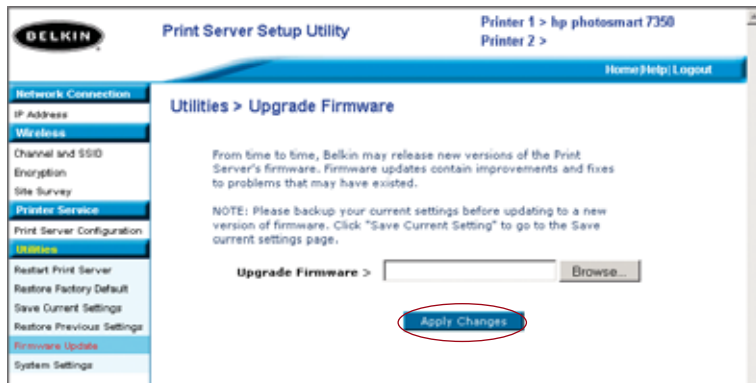 BELKIN
Print Server Setup Utility
Printer 1 > hp photosmart 7350
Printer 2 >
Home|Help| Logout
Network Connection
IP Address
Wireless
Channel and SSID
Encryption
Site Survey
Printer Service
Print Server Configuration
Utilities
Restart Print Server
Restore Factory Default
Save Current Settings
Restore Previous Settings
Firmware Update
System Settings
Utilities > Upgrade Firmware
From time to time, Belkin may release new versions of the Print
Server's firmware. Firmware updates contain improvements and fixes
to problems that may have existed.
NOTE: Please backup your current settings before updating to a new
version of firmware. Click "Save Current Setting" to go to the Save
current settings page.
Upgrade Firmware >
Browse...
Apply Changes